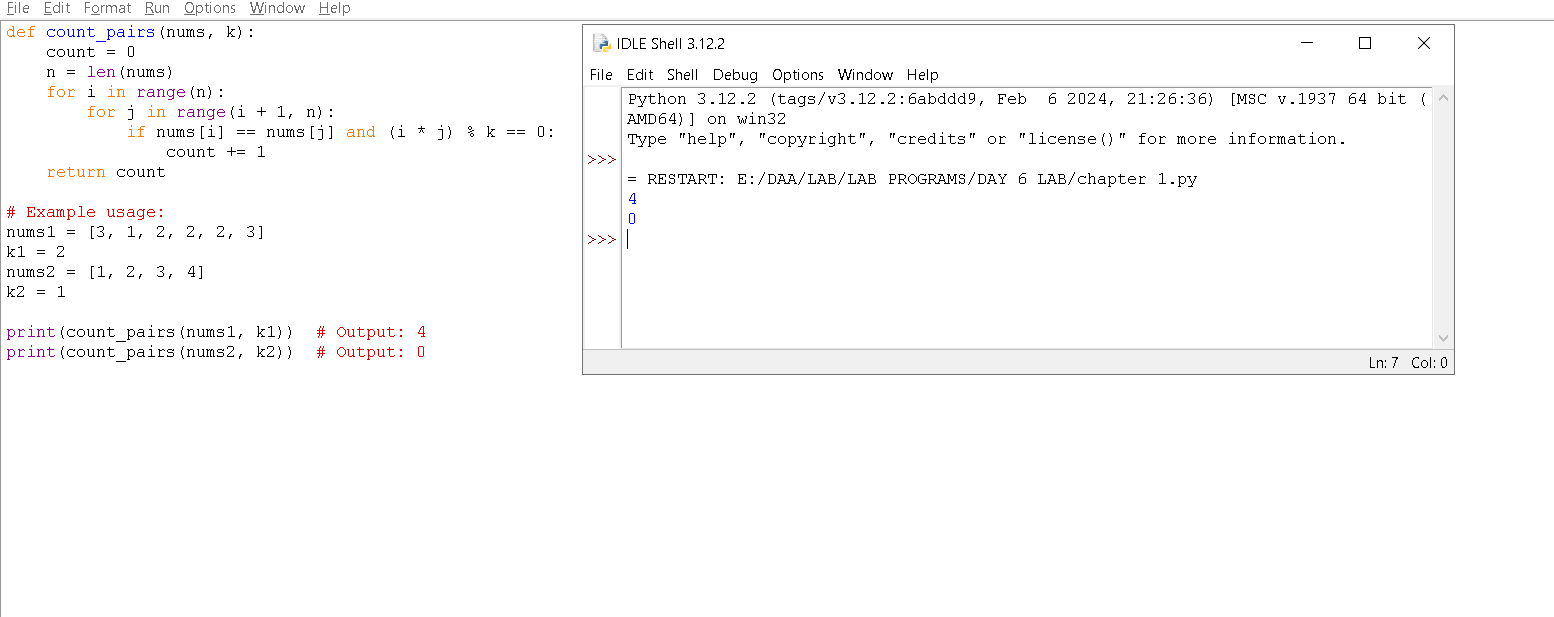 File Edit Format Run Options Window Help
def count_pairs(nums, k):
    count = 0
    n = len(nums)
    for i in range(n):
        for j in range(i + 1, n):
            if nums[i] == nums[j] and (i * j) % k == 0:
                count += 1
    return count

# Example usage:
nums1 = [3, 1, 2, 2, 2, 3]
k1 = 2
nums2 = [1, 2, 3, 4]
k2 = 1

print(count_pairs(nums1, k1))  # Output: 4
print(count_pairs(nums2, k2))  # Output: 0
IDLE Shell 3.12.2
File Edit Shell Debug Options Window Help
Python 3.12.2 (tags/v3.12.2:6abddd9, Feb  6 2024, 21:26:36) [MSC v.1937 64 bit (
AMD64)] on win32
Type "help", "copyright", "credits" or "license()" for more information.
>>>
= RESTART: E:/DAA/LAB/LAB PROGRAMS/DAY 6 LAB/chapter 1.py
4
0
>>>
Ln: 7 Col: 0